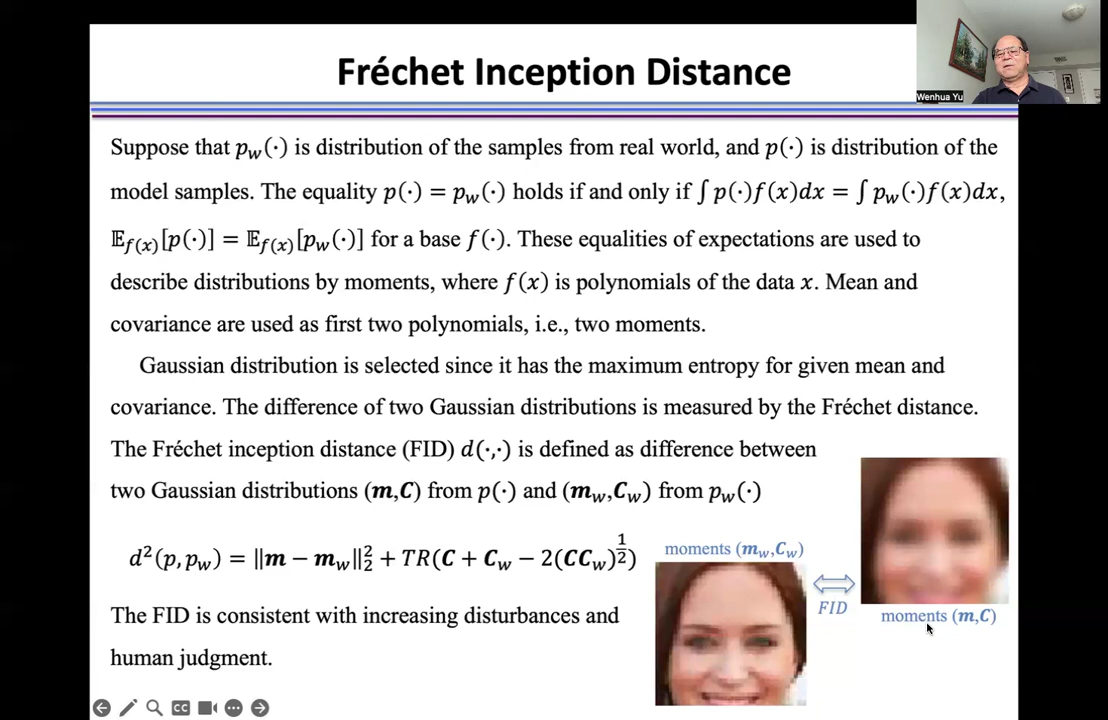 Fréchet Inception Distance
Wenhua Yu
Suppose that p_w(·) is distribution of the samples from real world, and p(·) is distribution of the
model samples. The equality p(·) = p_w(·) holds if and only if ∫ p(·)f(x)dx = ∫ p_w(·)f(x)dx,
𝔼_f(x)[p(·)] = 𝔼_f(x)[p_w(·)] for a base f(·). These equalities of expectations are used to
describe distributions by moments, where f(x) is polynomials of the data x. Mean and
covariance are used as first two polynomials, i.e., two moments.
Gaussian distribution is selected since it has the maximum entropy for given mean and
covariance. The difference of two Gaussian distributions is measured by the Fréchet distance.
The Fréchet inception distance (FID) d(·,·) is defined as difference between
two Gaussian distributions (m,C) from p(·) and (m_w,C_w) from p_w(·)
d²(p,p_w) = ||m − m_w||₂² + TR(C + C_w − 2(CC_w)^½)
The FID is consistent with increasing disturbances and
human judgment.
moments (m_w,C_w)
FID
moments (m,C)
CC